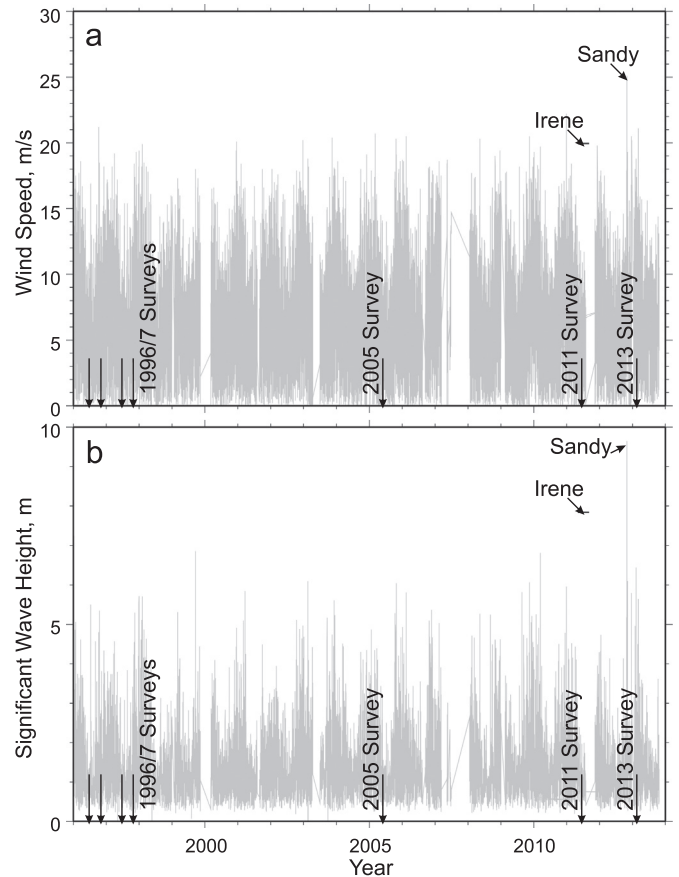 30
a
Sandy
25
Irene
20
Wind Speed, m/s
15
10
1996/7 Surveys
2005 Survey
2011 Survey
2013 Survey
5
0
10
b
Sandy
Irene
Significant Wave Height, m
5
1996/7 Surveys
2005 Survey
2011 Survey
2013 Survey
0
2000
2005
2010
Year